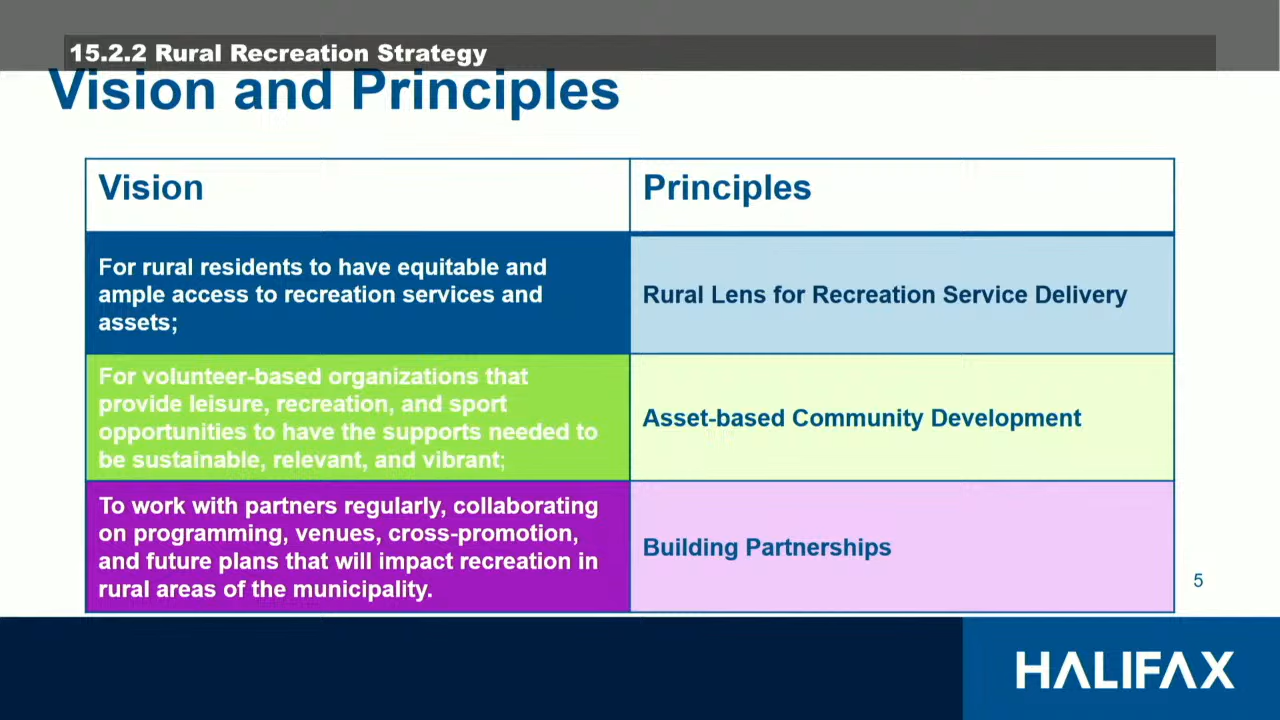 15.2.2 Rural Recreation Strategy
Vision and Principles
Vision
Principles
For rural residents to have equitable and
ample access to recreation services and
assets;
Rural Lens for Recreation Service Delivery
For volunteer-based organizations that
provide leisure, recreation, and sport
opportunities to have the supports needed to
be sustainable, relevant, and vibrant;
Asset-based Community Development
To work with partners regularly, collaborating
on programming, venues, cross-promotion,
and future plans that will impact recreation in
rural areas of the municipality.
Building Partnerships
5
HALIFAX